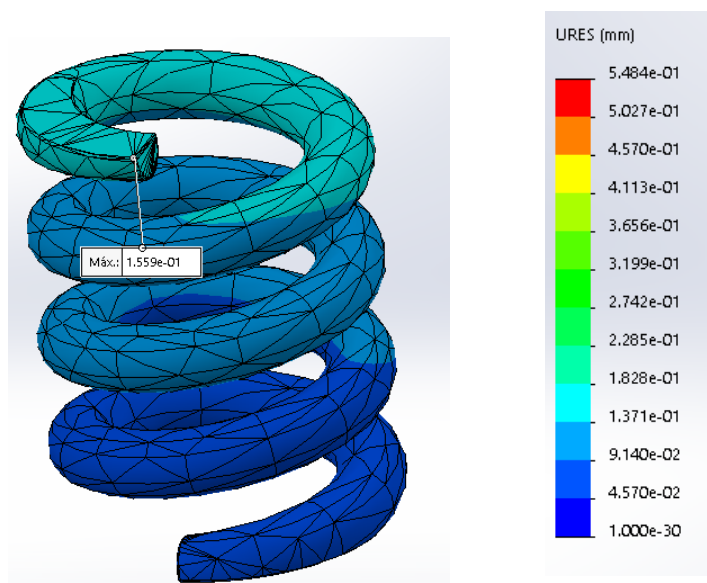 URES (mm)
5.484e-01
5.027e-01
4.570e-01
4.113e-01
3.656e-01
3.199e-01
2.742e-01
2.285e-01
1.828e-01
1.371e-01
9.140e-02
4.570e-02
1.000e-30
Máx.: 1.559e-01